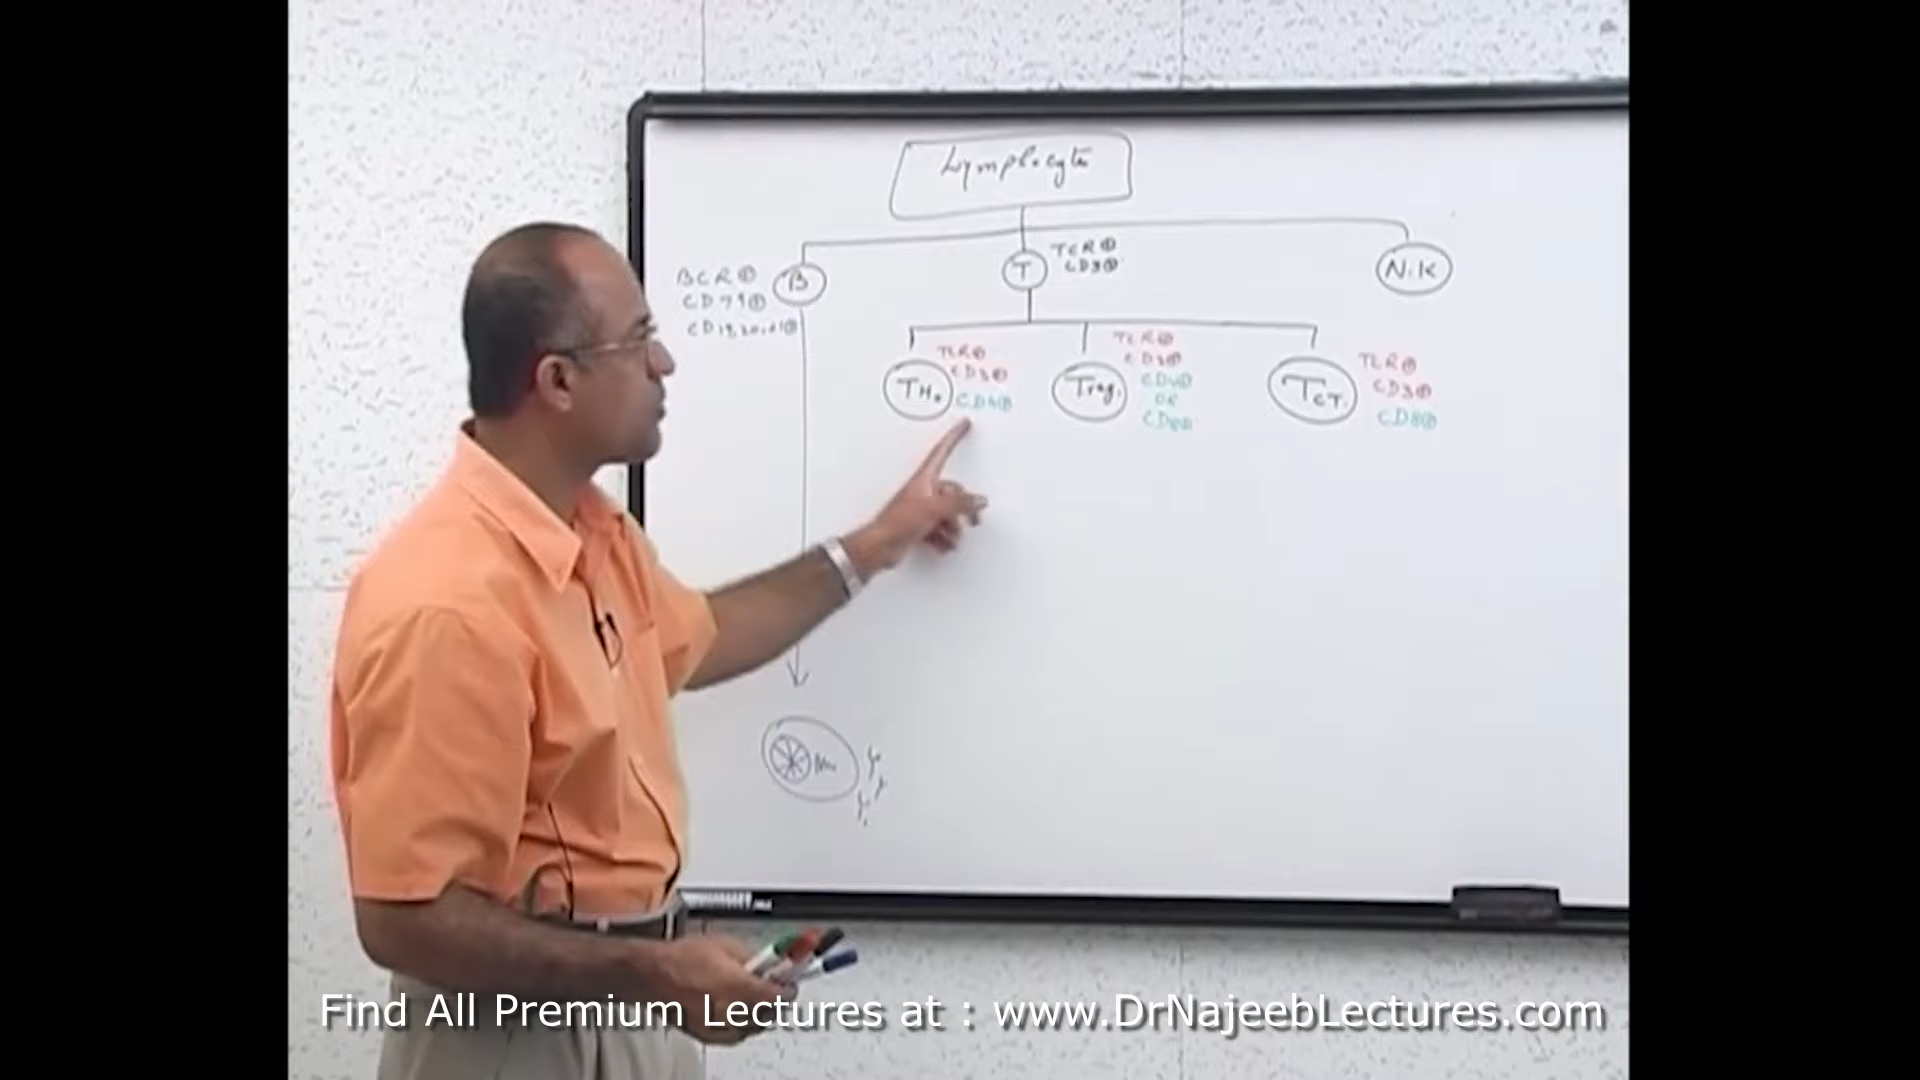 Lymphocyte
TCR⊕
CD3⊕
T
N.K
BCR⊕
CD79⊕
B
TCR⊕
CD3⊕
CD4⊕
TH₀
TCR⊕
CD3⊕
CD4⊕
OR
CD8⊕
Treg.
TCR⊕
CD3⊕
CD8⊕
TCT.
Find All Premium Lectures at : www.DrNajeebLectures.com